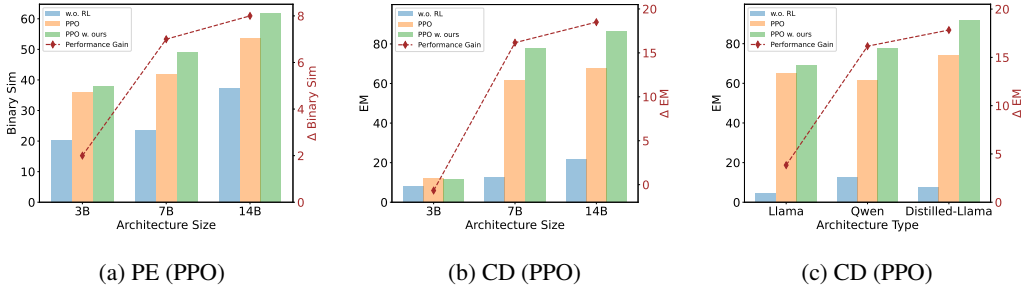 w.o. RL
PPO
PPO w. ours
Performance Gain
Binary Sim
0
10
20
30
40
50
60
3B
7B
14B
Architecture Size
0
2
4
6
8
Δ Binary Sim
(a) PE (PPO)
w.o. RL
PPO
PPO w. ours
Performance Gain
EM
0
20
40
60
80
3B
7B
14B
Architecture Size
0
5
10
15
20
Δ EM
(b) CD (PPO)
w.o. RL
PPO
PPO w. ours
Performance Gain
EM
0
20
40
60
80
Llama
Qwen
Distilled-Llama
Architecture Type
0
5
10
15
20
Δ EM
(c) CD (PPO)